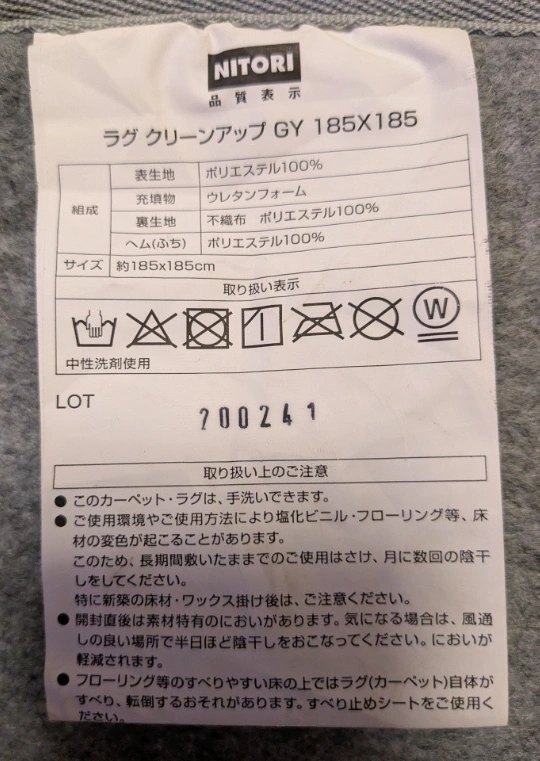 NITORI
品質表示
ラグ クリーンアップ GY 185X185
組成
表生地 ポリエステル100%
充填物 ウレタンフォーム
裏生地 不織布 ポリエステル100%
ヘム(ふち) ポリエステル100%
サイズ 約185x185cm
取り扱い表示
W
中性洗剤使用
LOT
200241
取り扱い上のご注意
● このカーペット・ラグは、手洗いできます。
● ご使用環境やご使用方法により塩化ビニル・フローリング等、床
材の変色が起こることがあります。
このため、長期間敷いたままでのご使用はさけ、月に数回の陰干
しをしてください。
特に新築の床材・ワックス掛け後は、ご注意ください。
● 開封直後は素材特有のにおいがあります。気になる場合は、風通
しの良い場所で半日ほど陰干しをおこなってください。においが
軽減されます。
● フローリング等のすべりやすい床の上ではラグ(カーペット)自体が
すべり、転倒するおそれがあります。すべり止めシートをご使用く
ださい。